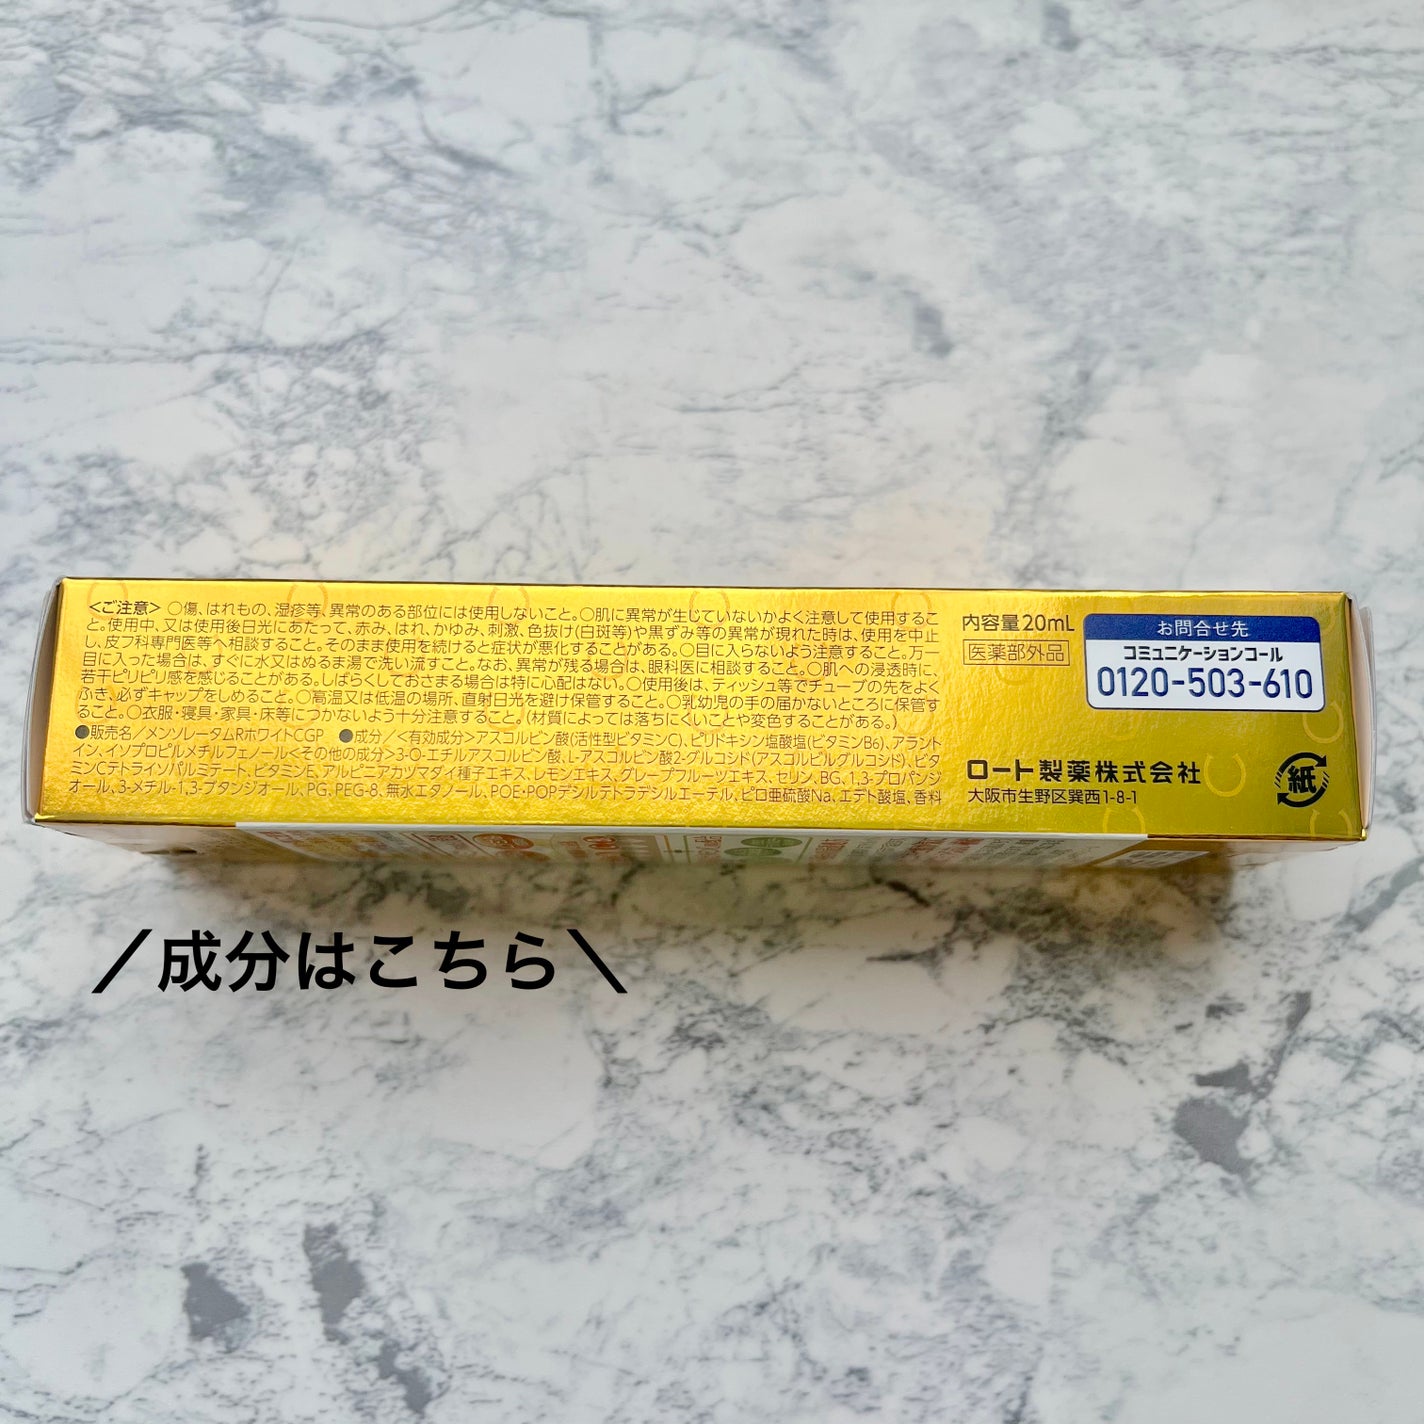 <ご注意> ○傷、はれもの、湿疹等、異常のある部位には使用しないこと。○肌に異常が生じていないかよく注意して使用するこ
と。使用中、又は使用後日光にあたって、赤み、はれ、かゆみ、刺激、色抜け(白斑等)や黒ずみ等の異常が現れた時は、使用を中止
し、皮フ科専門医等へ相談すること。そのまま使用を続けると症状が悪化することがある。○目に入らないよう注意すること。万一
目に入った場合は、すぐに水又はぬるま湯で洗い流すこと。なお、異常が残る場合は、眼科医に相談すること。○肌への浸透時に、
若干ピリピリ感を感じることがある。しばらくしておさまる場合は特に心配はない。○使用後は、ティッシュ等でチューブの先をよく
ふき、必ずキャップをしめること。○高温又は低温の場所、直射日光を避け保管すること。○乳幼児の手の届かないところに保管す
ること。○衣服・寝具・家具・床等につかないよう十分注意すること。(材質によっては落ちにくいことや変色することがある。)
●販売名/メンソレータムRホワイトCGP ●成分/<有効成分>アスコルビン酸(活性型ビタミンC)、ピリドキシン塩酸塩(ビタミンB6)、アラント
イン、イソプロピルメチルフェノール<その他の成分>3-O-エチルアスコルビン酸、L-アスコルビン酸2-グルコシド(アスコルビルグルコシド)、ビタ
ミンCテトライソパルミテート、ビタミンE、アルピニアカツマダイ種子エキス、レモンエキス、グレープフルーツエキス、セリン、BG、1,3-プロパンジ
オール、3-メチル-1,3-ブタンジオール、PG、PEG-8、無水エタノール、POE・POPデシルテトラデシルエーテル、ピロ亜硫酸Na、エデト酸塩、香料
内容量20mL
医薬部外品
お問合せ先
コミュニケーションコール
0120-503-610
ロート製薬株式会社
大阪市生野区巽西1-8-1
紙
／成分はこちら＼